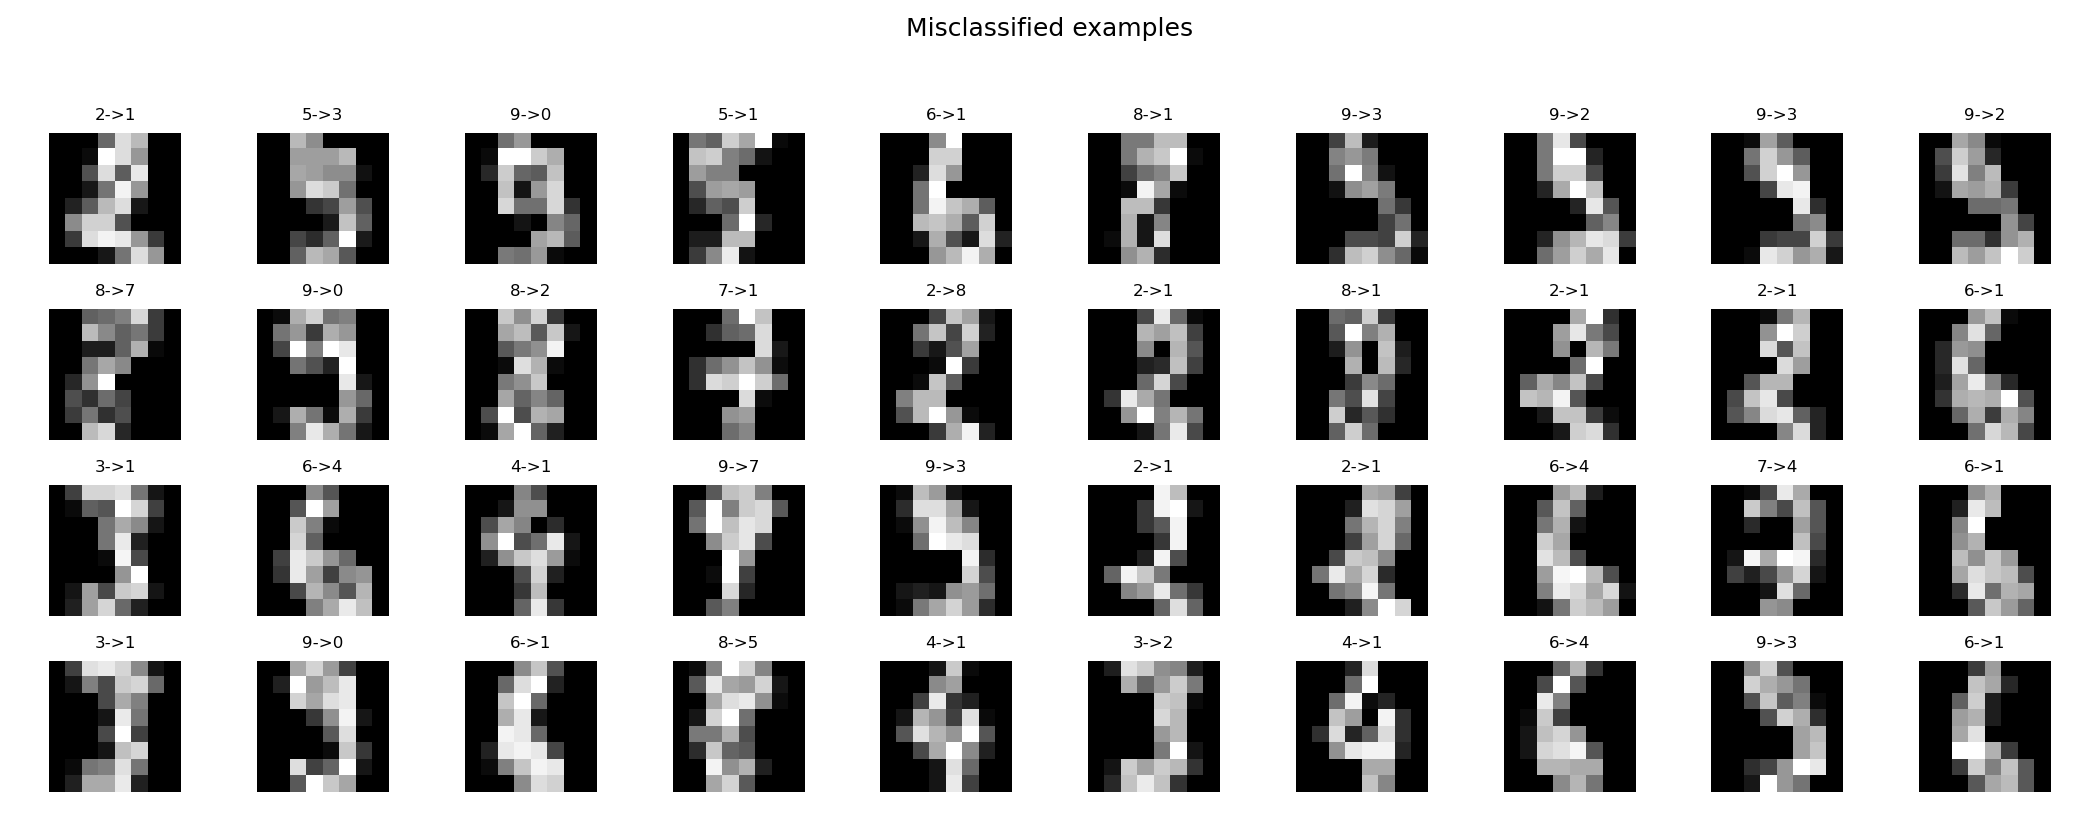 Misclassified examples
2->1 5->3 9->0 5->1 6->1 8->1 9->3 9->2 9->3 9->2
8->7 9->0 8->2 7->1 2->8 2->1 8->1 2->1 2->1 6->1
3->1 6->4 4->1 9->7 9->3 2->1 2->1 6->4 7->4 6->1
3->1 9->0 6->1 8->5 4->1 3->2 4->1 6->4 9->3 6->1